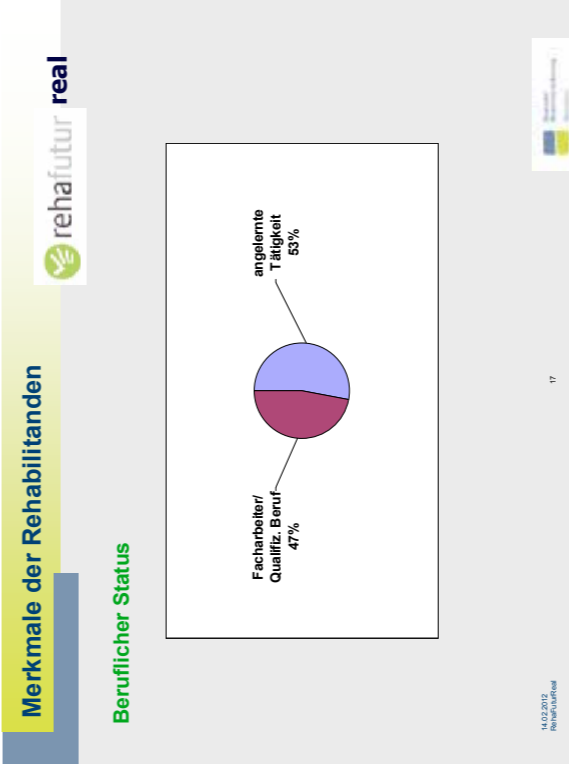 Merkmale der Rehabilitanden
rehafutur real
Beruflicher Status
Facharbeiter/
Qualifiz. Beruf
47%
angelernte
Tätigkeit
53%
14.02.2012
RehaFuturReal
17